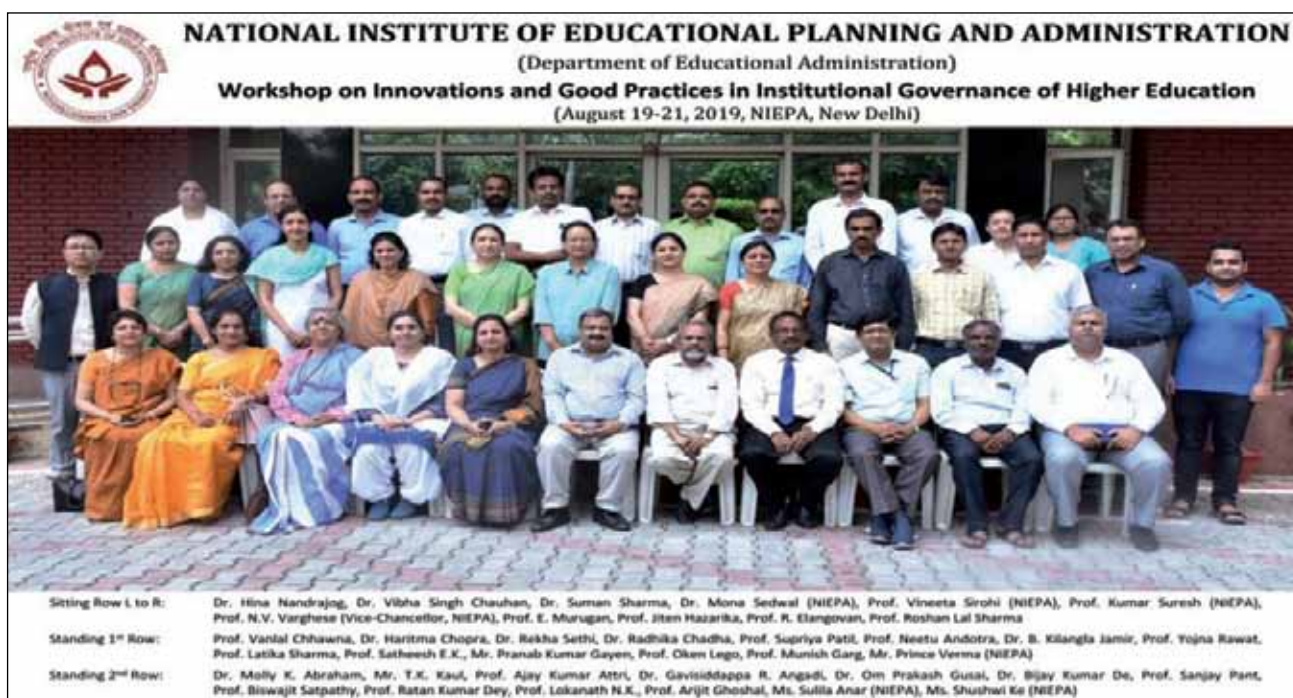 NATIONAL INSTITUTE OF EDUCATIONAL PLANNING AND ADMINISTRATION
(Department of Educational Administration)
Workshop on Innovations and Good Practices in Institutional Governance of Higher Education
(August 19-21, 2019, NIEPA, New Delhi)
Sitting Row L to R: Dr. Hina Nandrajog, Dr. Vibha Singh Chauhan, Dr. Suman Sharma, Dr. Mona Sedwal (NIEPA), Prof. Vineeta Sirohi (NIEPA), Prof. Kumar Suresh (NIEPA),
Prof. N.V. Varghese (Vice-Chancellor, NIEPA), Prof. E. Murugan, Prof. Jiten Hazarika, Prof. R. Elangovan, Prof. Roshan Lal Sharma
Standing 1st Row: Prof. Vanlal Chhawna, Dr. Haritma Chopra, Dr. Rekha Sethi, Dr. Radhika Chadha, Prof. Supriya Patil, Prof. Neetu Andotra, Dr. B. Kilangla Jamir, Prof. Yojna Rawat,
Prof. Latika Sharma, Prof. Satheesh E.K., Mr. Pranab Kumar Gayen, Prof. Oken Lego, Prof. Munish Garg, Mr. Prince Verma (NIEPA)
Standing 2nd Row: Dr. Molly K. Abraham, Mr. T.K. Kaul, Prof. Ajay Kumar Attri, Dr. Gavisiddappa R. Angadi, Dr. Om Prakash Gusai, Dr. Bijay Kumar De, Prof. Sanjay Pant,
Prof. Biswajit Satpathy, Prof. Ratan Kumar Dey, Prof. Lokanath N.K., Prof. Arijit Ghoshal, Ms. Sulila Anar (NIEPA), Ms. Shushwi Ke (NIEPA)